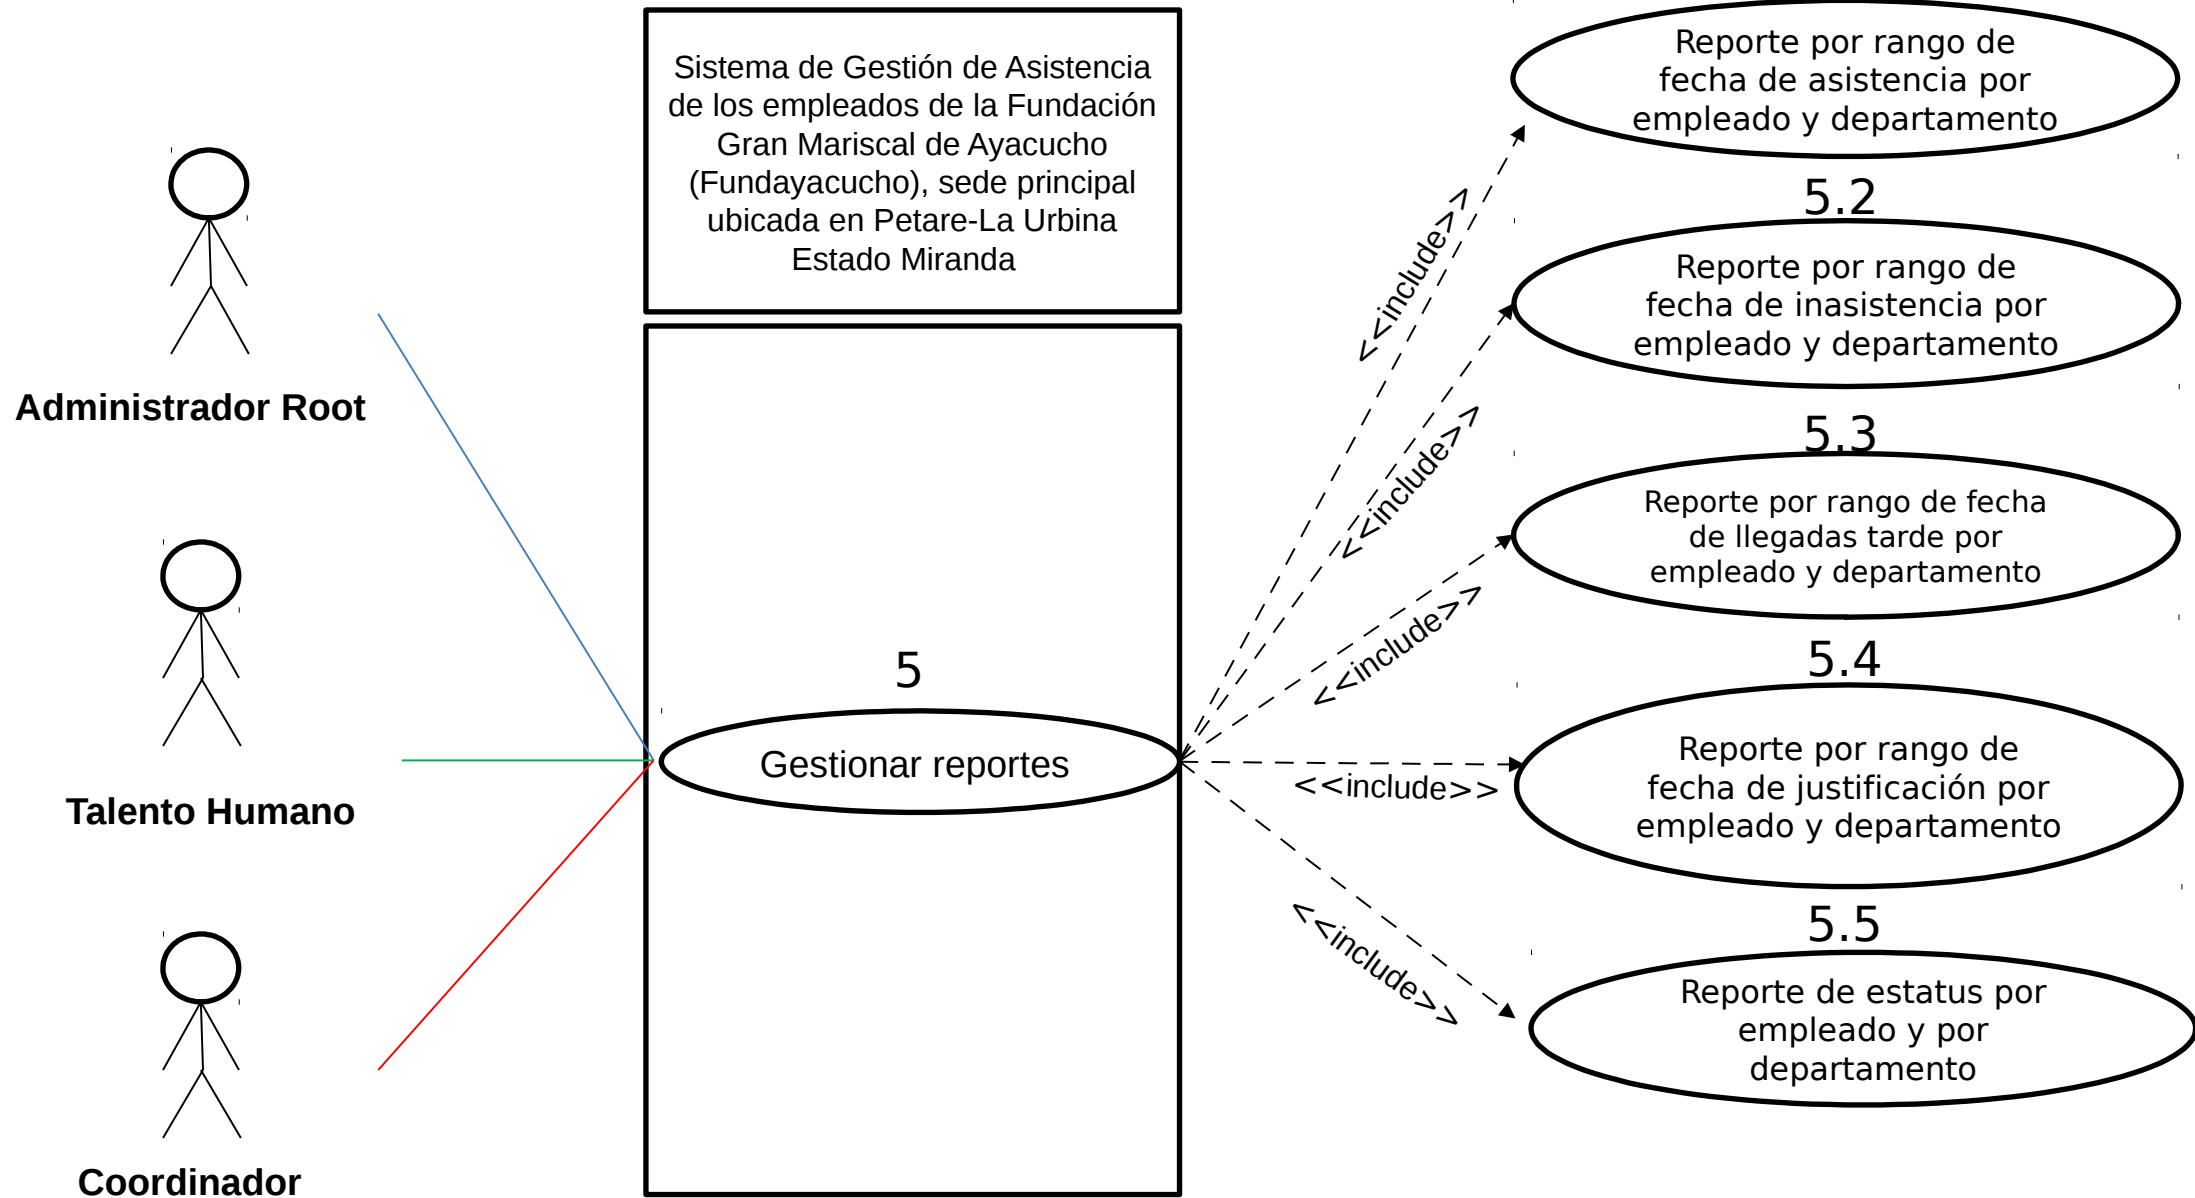 Sistema de Gestión de Asistencia
de los empleados de la Fundación
Gran Mariscal de Ayacucho
(Fundayacucho), sede principal
ubicada en Petare-La Urbina
Estado Miranda
Administrador Root
Talento Humano
Coordinador
5
Gestionar reportes
<<include>>
<<include>>
<<include>>
<<include>>
<<include>>
Reporte por rango de
fecha de asistencia por
empleado y departamento
5.2
Reporte por rango de
fecha de inasistencia por
empleado y departamento
5.3
Reporte por rango de fecha
de llegadas tarde por
empleado y departamento
5.4
Reporte por rango de
fecha de justificación por
empleado y departamento
5.5
Reporte de estatus por
empleado y por
departamento